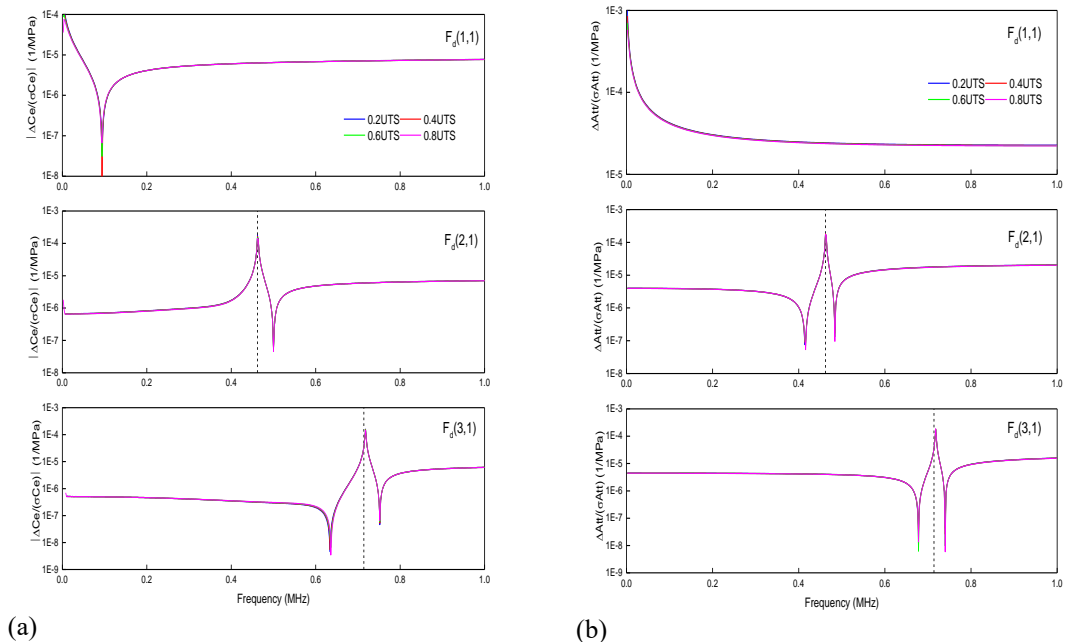 |ΔCe/(σCe)| (1/MPa)
1E-4
1E-5
1E-6
1E-7
1E-8
F_d(1,1)
0.2UTS 0.4UTS
0.6UTS 0.8UTS
0.0 0.2 0.4 0.6 0.8 1.0
|ΔCe/(σCe)| (1/MPa)
1E-3
1E-4
1E-5
1E-6
1E-7
1E-8
F_d(2,1)
0.0 0.2 0.4 0.6 0.8 1.0
|ΔCe/(σCe)| (1/MPa)
1E-3
1E-4
1E-5
1E-6
1E-7
1E-8
1E-9
F_d(3,1)
0.0 0.2 0.4 0.6 0.8 1.0
Frequency (MHz)
(a)
ΔAtt/(σAtt) (1/MPa)
1E-4
1E-5
F_d(1,1)
0.2UTS 0.4UTS
0.6UTS 0.8UTS
0.0 0.2 0.4 0.6 0.8 1.0
ΔAtt/(σAtt) (1/MPa)
1E-3
1E-4
1E-5
1E-6
1E-7
1E-8
F_d(2,1)
0.0 0.2 0.4 0.6 0.8 1.0
ΔAtt/(σAtt) (1/MPa)
1E-3
1E-4
1E-5
1E-6
1E-7
1E-8
1E-9
F_d(3,1)
0.0 0.2 0.4 0.6 0.8 1.0
Frequency (MHz)
(b)